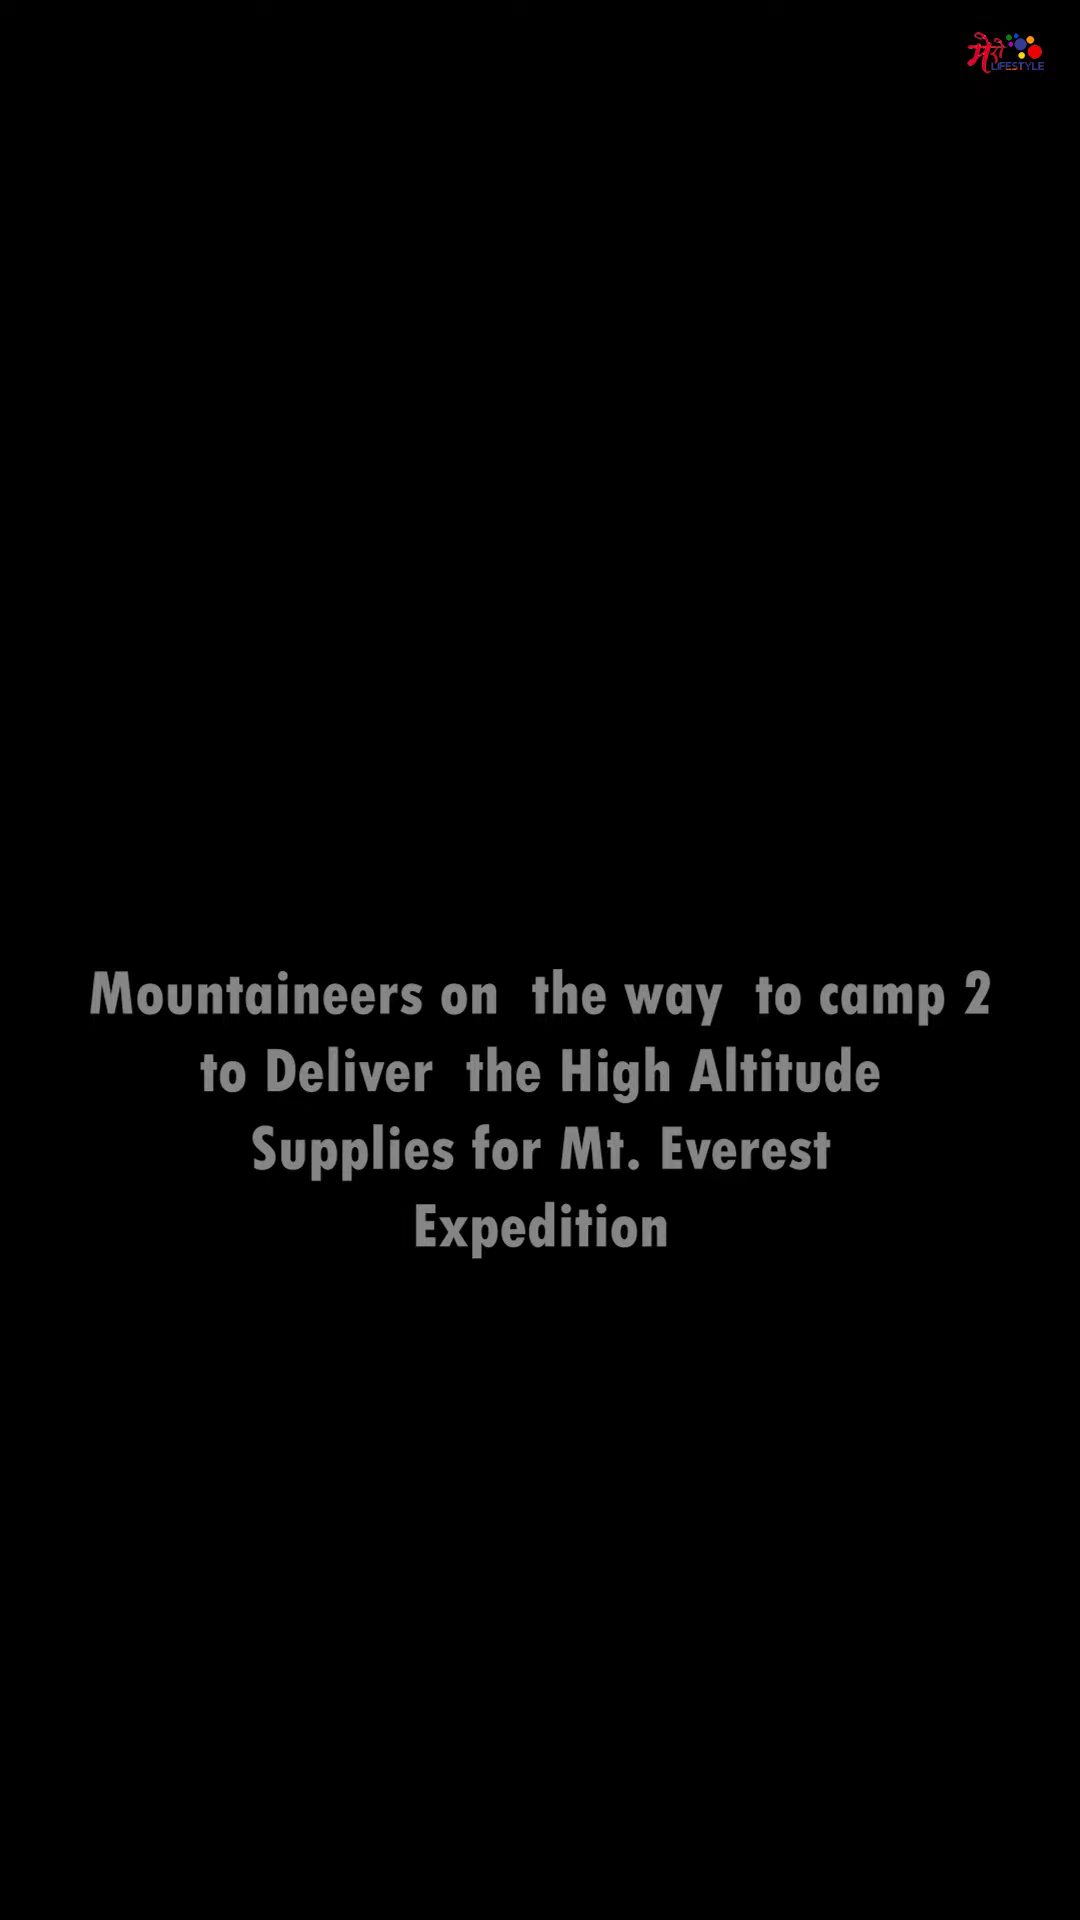 मेरो
LIFESTYLE
Mountaineers on  the way  to camp 2
to Deliver  the High Altitude
Supplies for Mt. Everest
Expedition